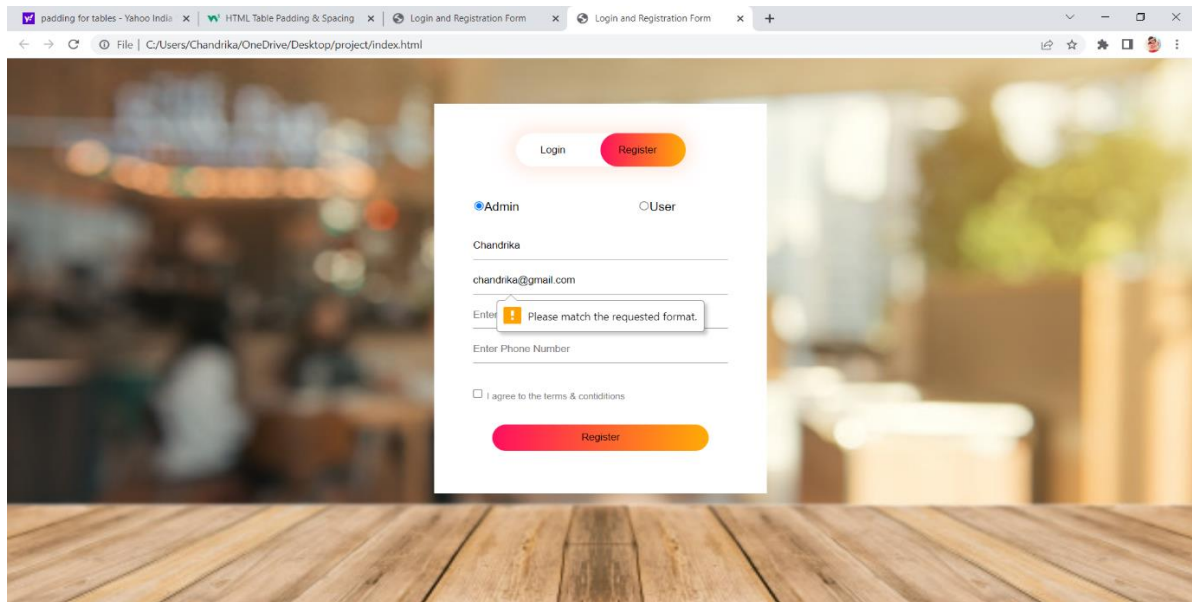 padding for tables - Yahoo India
HTML Table Padding & Spacing
Login and Registration Form
Login and Registration Form
File | C:/Users/Chandrika/OneDrive/Desktop/project/index.html
Login Register
Admin User
Chandrika
chandrika@gmail.com
Enter
Please match the requested format.
Enter Phone Number
I agree to the terms & contiditions
Register